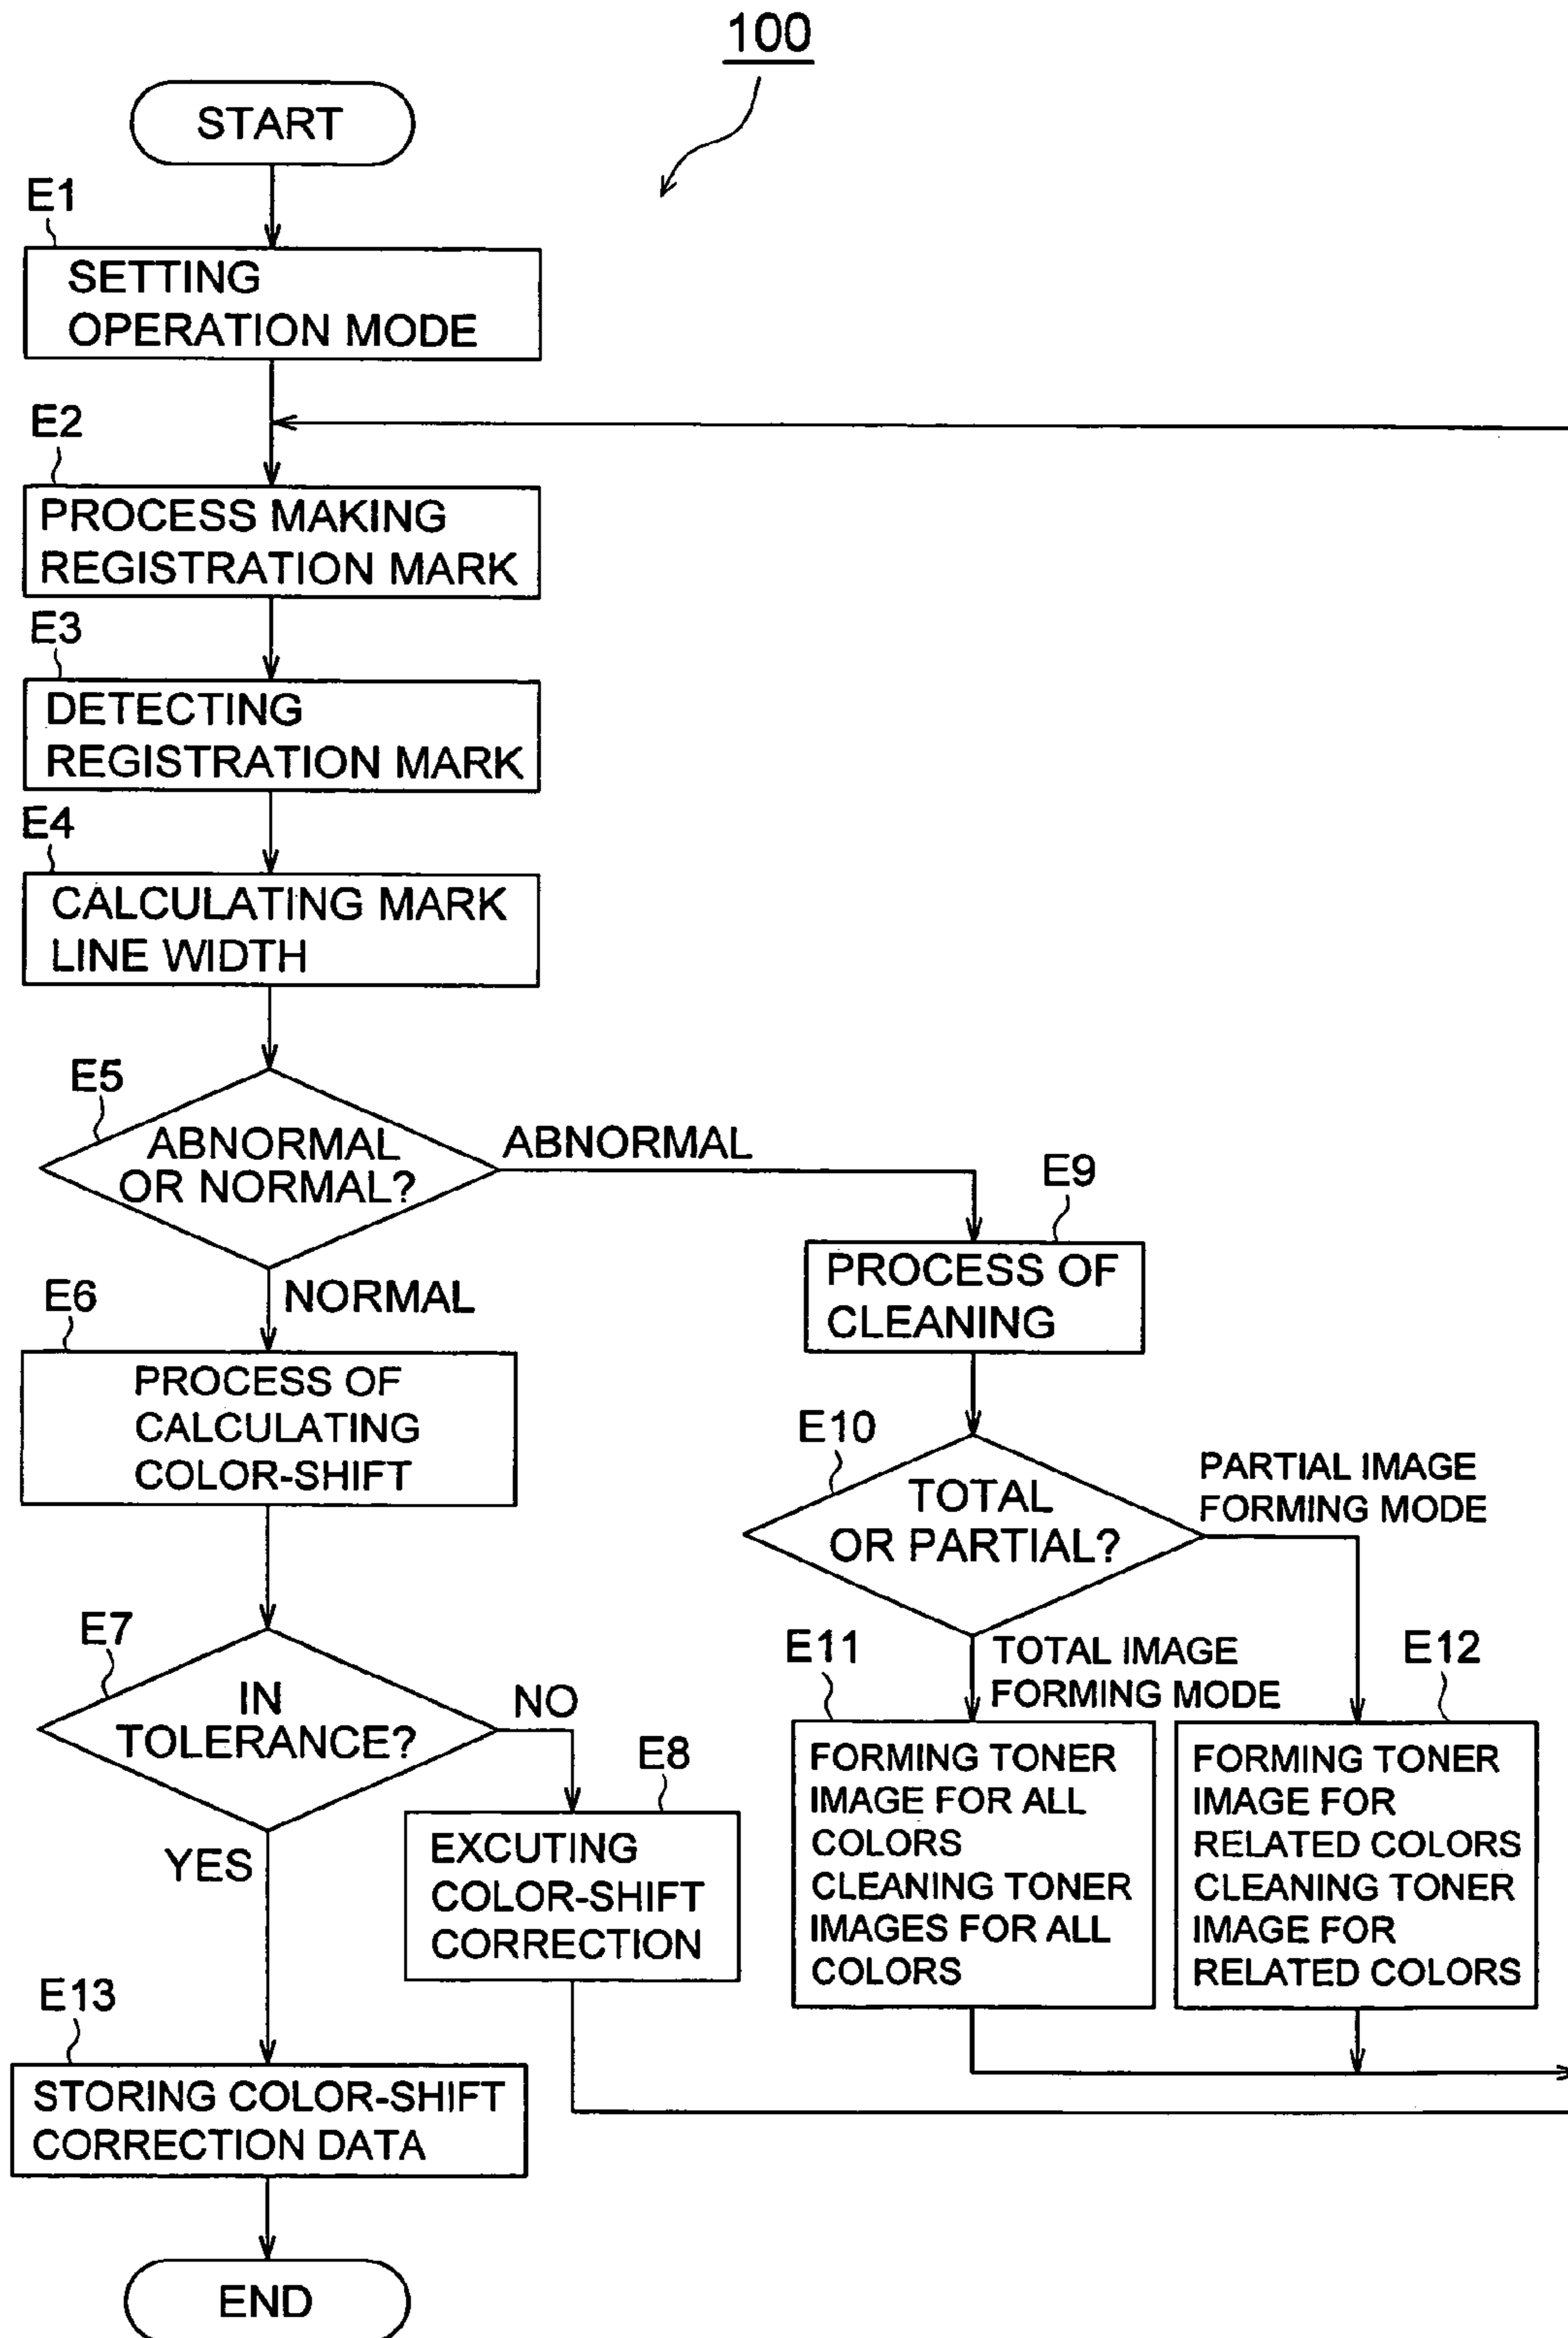 100
START
E1
SETTING
OPERATION MODE
E2
PROCESS MAKING
REGISTRATION MARK
E3
DETECTING
REGISTRATION MARK
E4
CALCULATING MARK
LINE WIDTH
E5
ABNORMAL
OR NORMAL?
ABNORMAL
NORMAL
E6
PROCESS OF
CALCULATING
COLOR-SHIFT
E7
IN
TOLERANCE?
NO
YES
E8
EXCUTING
COLOR-SHIFT
CORRECTION
E9
PROCESS OF
CLEANING
E10
TOTAL
OR PARTIAL?
PARTIAL IMAGE
FORMING MODE
TOTAL IMAGE
FORMING MODE
E11
FORMING TONER
IMAGE FOR ALL
COLORS
CLEANING TONER
IMAGES FOR ALL
COLORS
E12
FORMING TONER
IMAGE FOR
RELATED COLORS
CLEANING TONER
IMAGE FOR
RELATED COLORS
E13
STORING COLOR-SHIFT
CORRECTION DATA
END